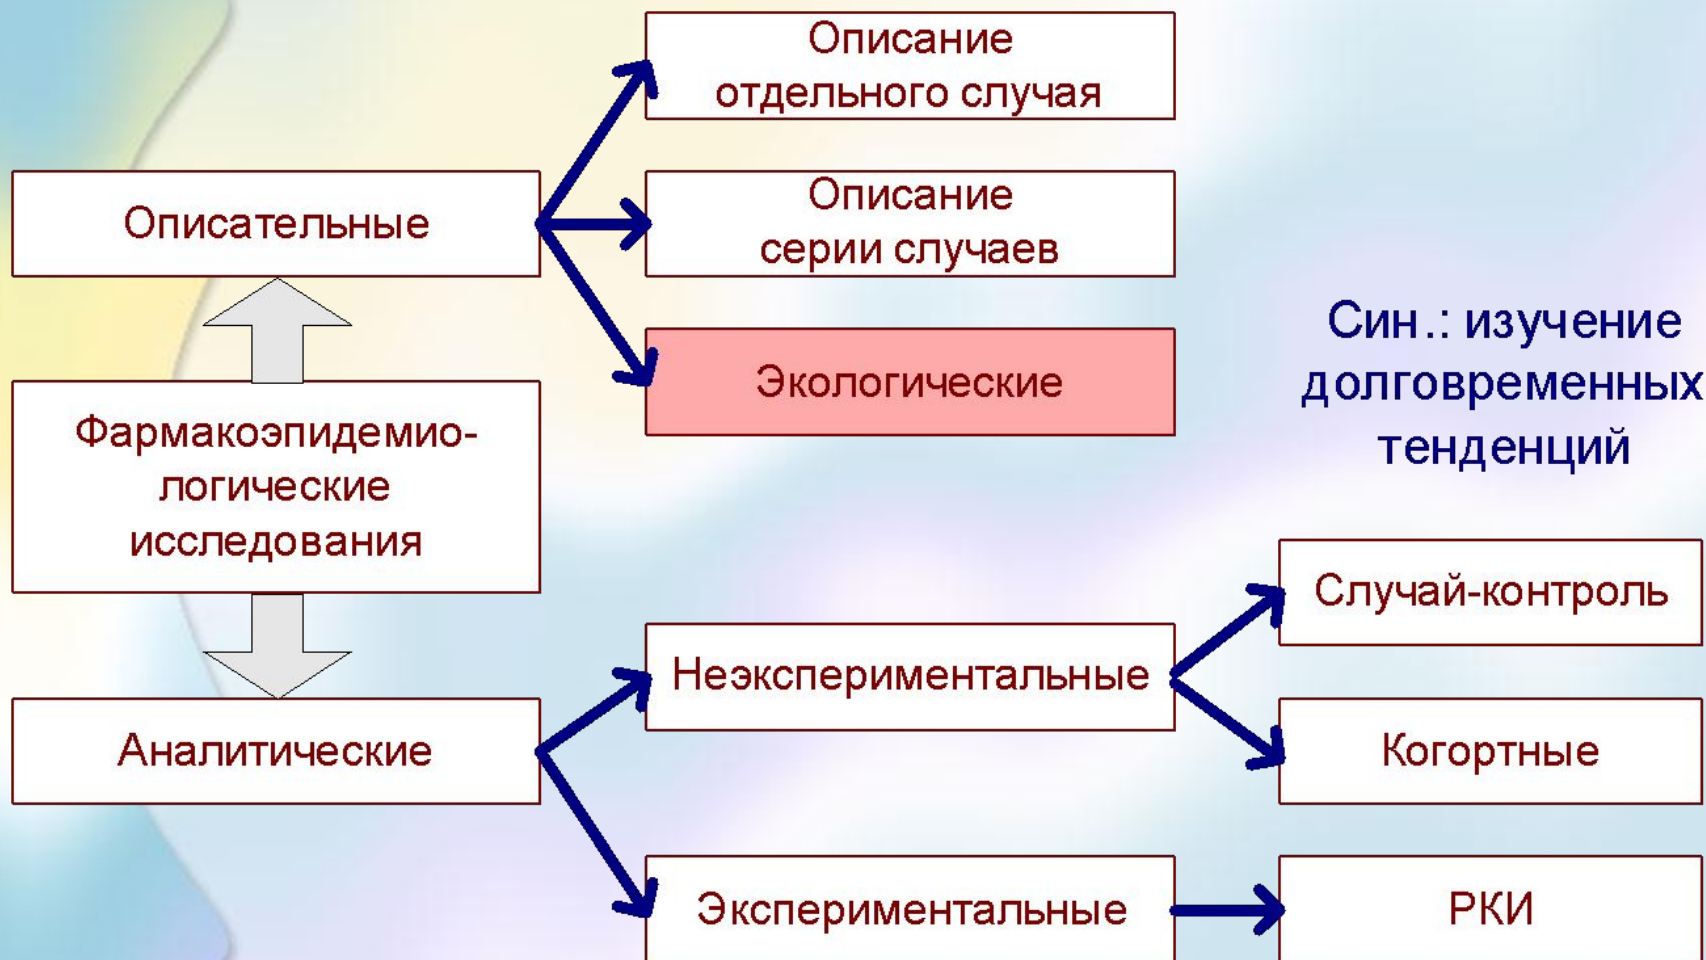 Описание
отдельного случая
Описательные
Описание
серии случаев
Экологические
Син.: изучение
долговременных
тенденций
Фармакоэпидемио-
логические
исследования
Случай-контроль
Неэкспериментальные
Аналитические
Когортные
Экспериментальные
РКИ